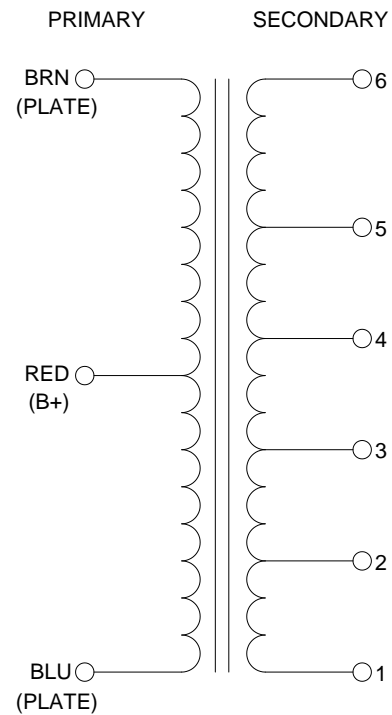 PRIMARY SECONDARY
BRN 6
(PLATE)
5
4
RED
(B+)
3
2
BLU 1
(PLATE)